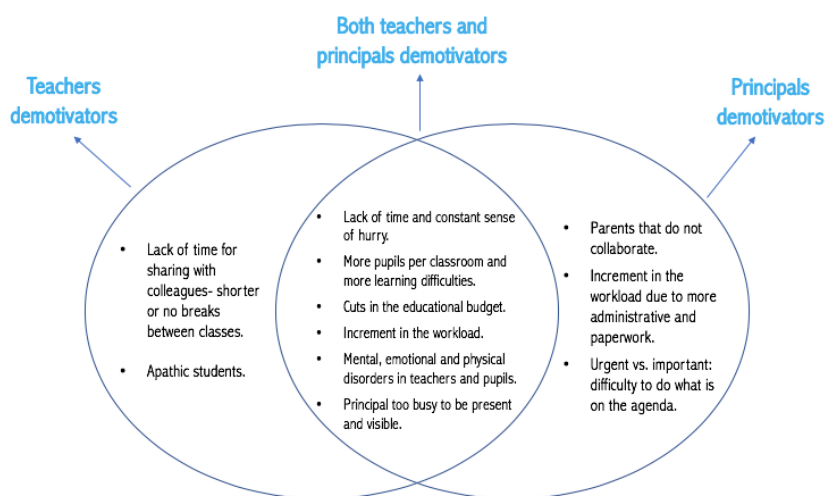 Both teachers and
principals demotivators
Teachers
demotivators
Principals
demotivators
• Lack of time for
sharing with
colleagues- shorter
or no breaks
between classes.
• Apathic students.
• Lack of time and constant sense
of hurry.
• More pupils per classroom and
more learning difficulties.
• Cuts in the educational budget.
• Increment in the workload.
• Mental, emotional and physical
disorders in teachers and pupils.
• Principal too busy to be present
and visible.
• Parents that do not
collaborate.
• Increment in the
workload due to more
administrative and
paperwork.
• Urgent vs. important:
difficulty to do what is
on the agenda.